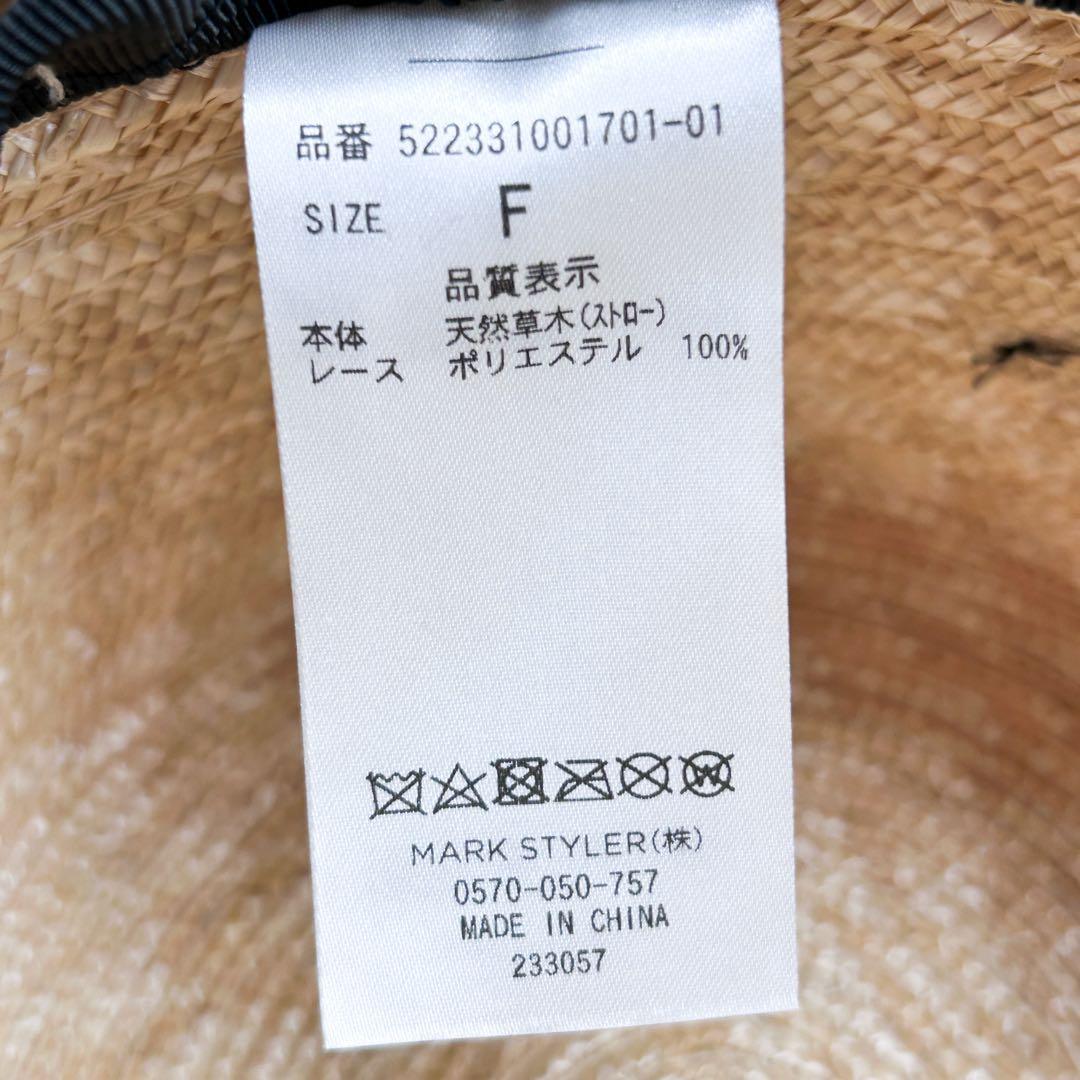 品番 522331001701-01
SIZE F
品質表示
本体 天然草木(ストロー)
レース ポリエステル 100%
MARK STYLER(株)
0570-050-757
MADE IN CHINA
233057